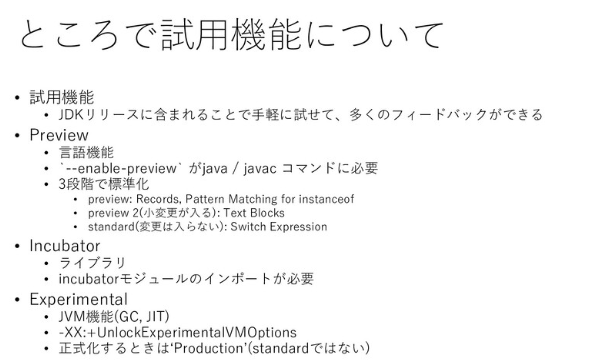 ところで試用機能について
• 試用機能
• JDKリリースに含まれることで手軽に試せて、多くのフィードバックができる
• Preview
• 言語機能
• `--enable-preview` がjava / javac コマンドに必要
• 3段階で標準化
• preview: Records, Pattern Matching for instanceof
• preview 2(小変更が入る): Text Blocks
• standard(変更は入らない): Switch Expression
• Incubator
• ライブラリ
• incubatorモジュールのインポートが必要
• Experimental
• JVM機能(GC, JIT)
• -XX:+UnlockExperimentalVMOptions
• 正式化するときは‘Production’(standardではない)